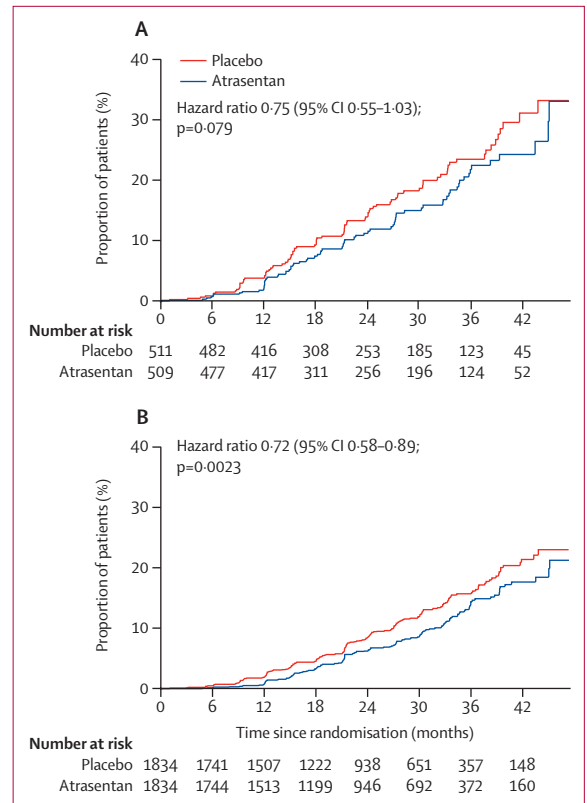 A
40
30
20
10
0
Proportion of patients (%)
Placebo
Atrasentan
Hazard ratio 0·75 (95% CI 0·55–1·03);
p=0·079
0 6 12 18 24 30 36 42
Number at risk
Placebo 511 482 416 308 253 185 123 45
Atrasentan 509 477 417 311 256 196 124 52
B
40
30
20
10
0
Proportion of patients (%)
Hazard ratio 0·72 (95% CI 0·58–0·89;
p=0·0023
0 6 12 18 24 30 36 42
Time since randomisation (months)
Number at risk
Placebo 1834 1741 1507 1222 938 651 357 148
Atrasentan 1834 1744 1513 1199 946 692 372 160